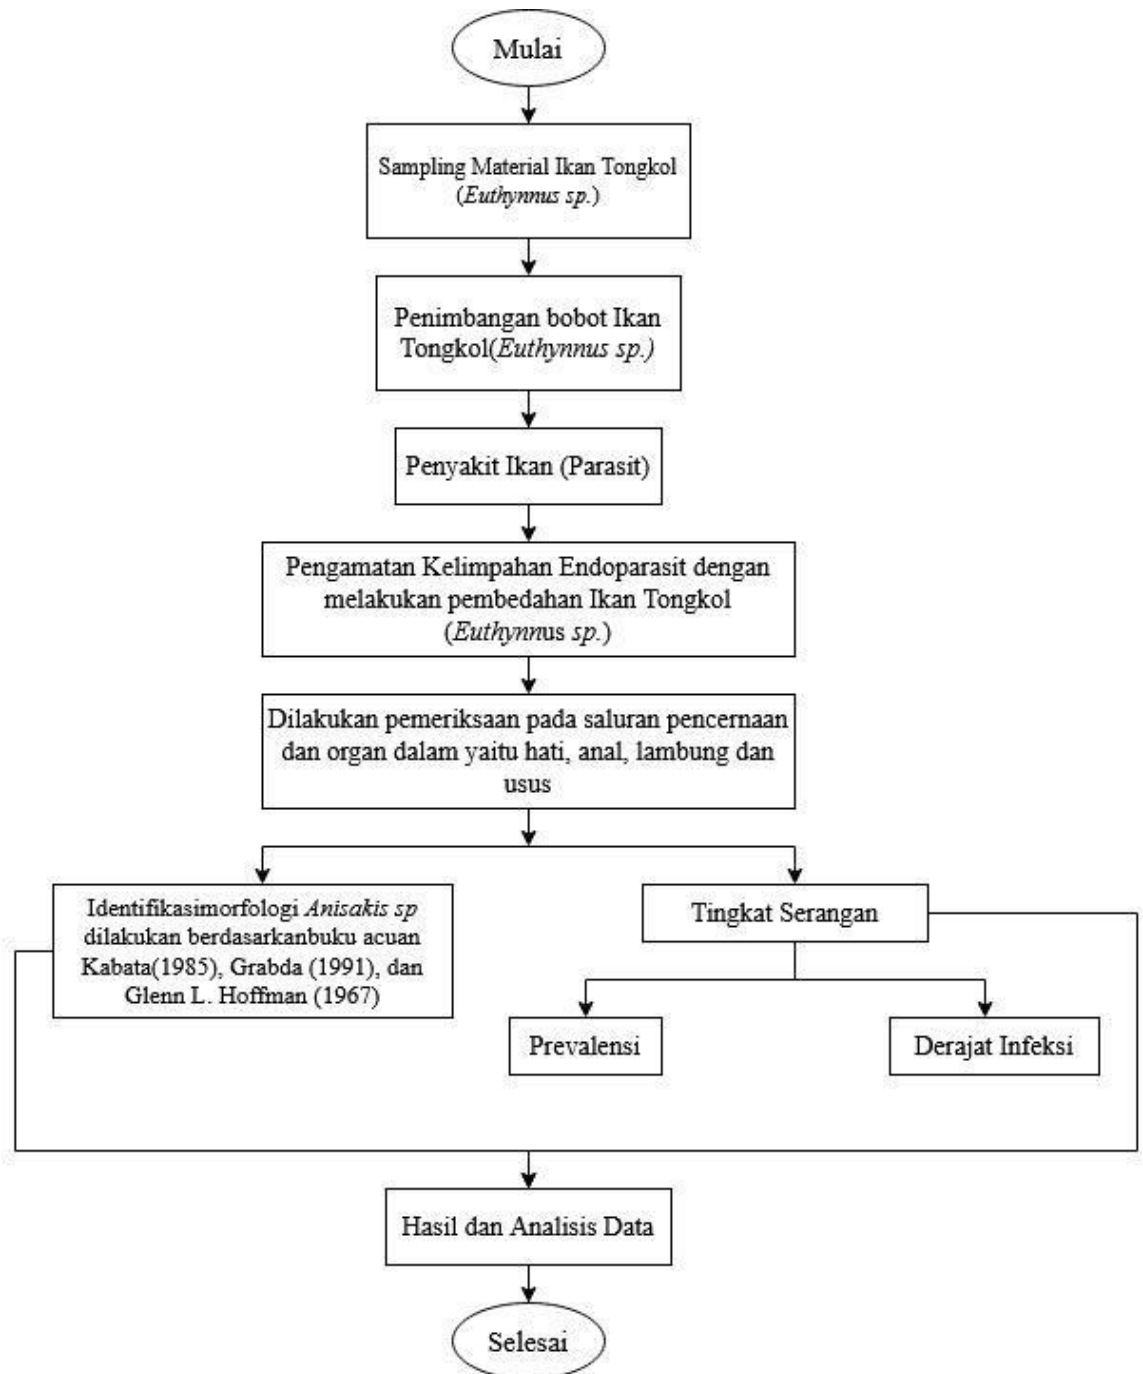 Mulai
Sampling Material Ikan Tongkol
(Euthynnus sp.)
Penimbangan bobot Ikan
Tongkol(Euthynnus sp.)
Penyakit Ikan (Parasit)
Pengamatan Kelimpahan Endoparasit dengan
melakukan pembedahan Ikan Tongkol
(Euthynnus sp.)
Dilakukan pemeriksaan pada saluran pencernaan
dan organ dalam yaitu hati, anal, lambung dan
usus
Identifikasimorfologi Anisakis sp
dilakukan berdasarkanbuku acuan
Kabata(1985), Grabda (1991), dan
Glenn L. Hoffman (1967)
Tingkat Serangan
Prevalensi
Derajat Infeksi
Hasil dan Analisis Data
Selesai